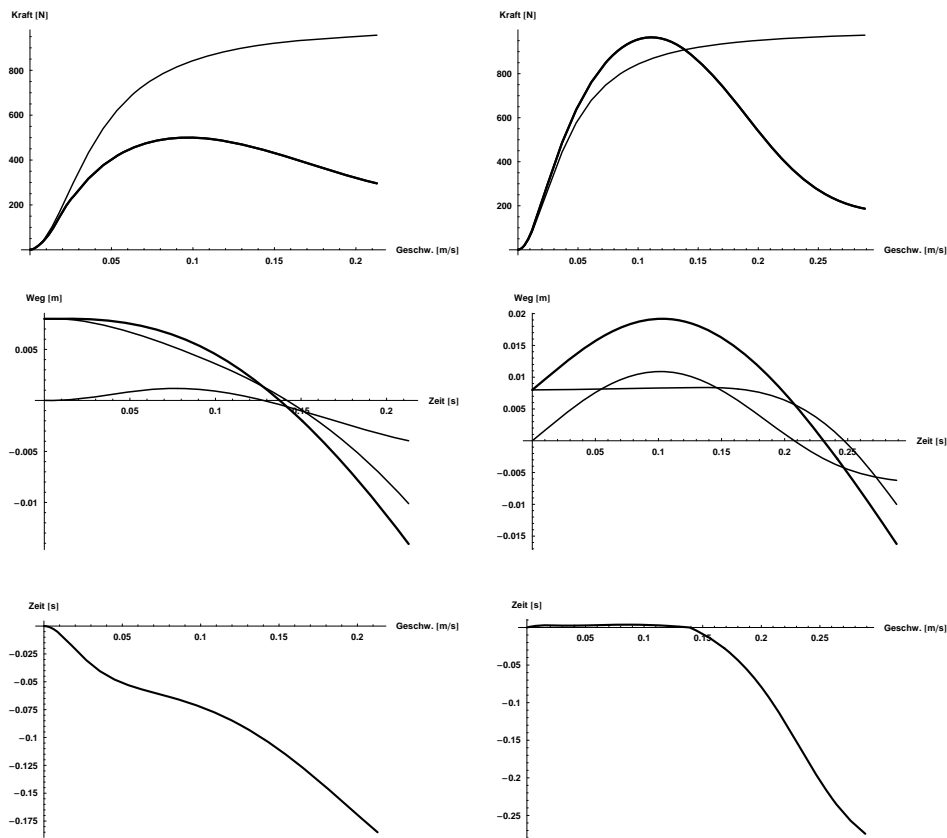 Kraft [N]
800
600
400
200
0.05 0.1 0.15 0.2 Geschw. [m/s]
Kraft [N]
800
600
400
200
0.05 0.1 0.15 0.2 0.25 Geschw. [m/s]
Weg [m]
0.005
0.05 0.1 0.15 0.2 Zeit [s]
−0.005
−0.01
Weg [m]
0.02
0.015
0.01
0.005
0.05 0.1 0.15 0.2 0.25 Zeit [s]
−0.005
−0.01
−0.015
Zeit [s]
0.05 0.1 0.15 0.2 Geschw. [m/s]
−0.025
−0.05
−0.075
−0.1
−0.125
−0.15
−0.175
Zeit [s]
0.05 0.1 0.15 0.2 0.25 Geschw. [m/s]
−0.05
−0.1
−0.15
−0.2
−0.25